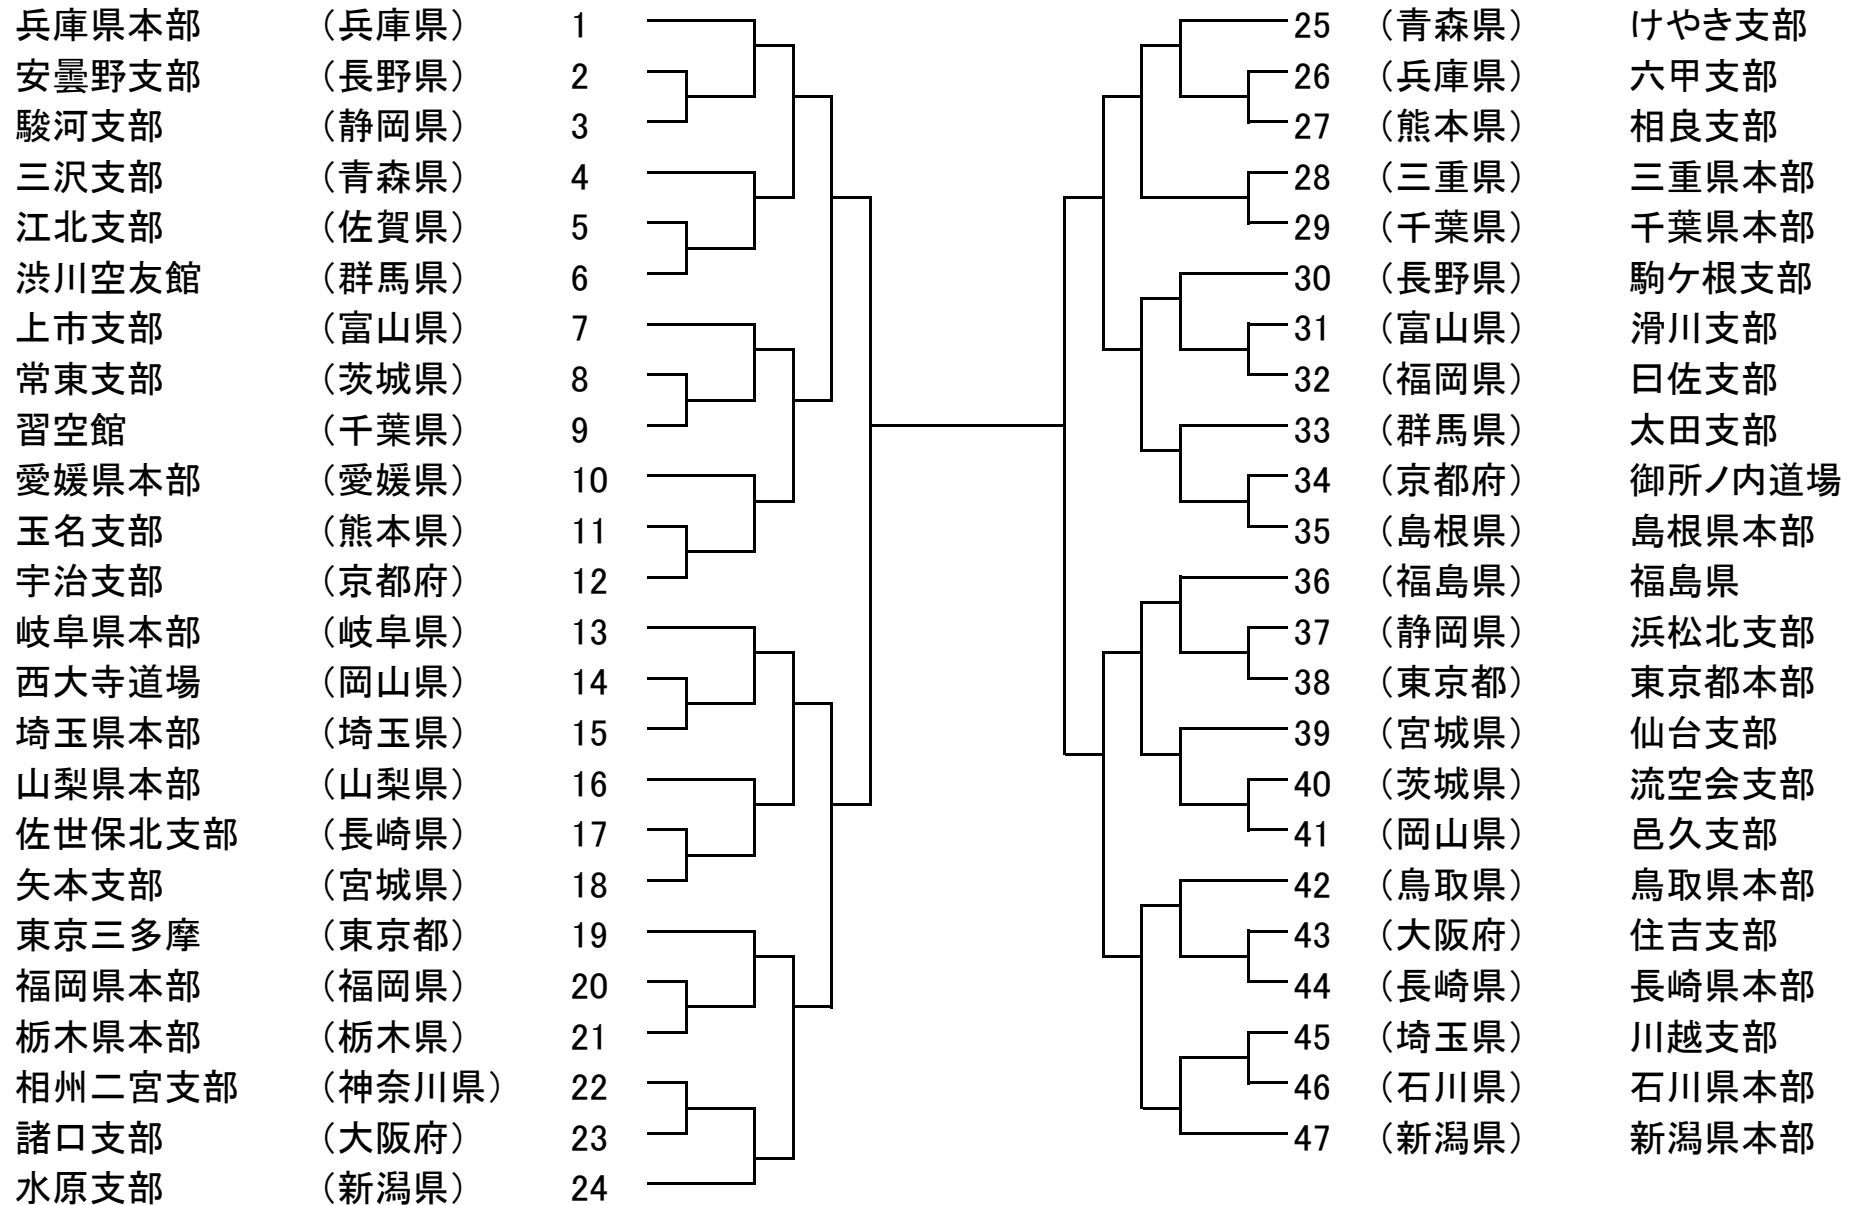 兵庫県本部 （兵庫県） 1 25 （青森県） けやき支部
安曇野支部 （長野県） 2 26 （兵庫県） 六甲支部
駿河支部 （静岡県） 3 27 （熊本県） 相良支部
三沢支部 （青森県） 4 28 （三重県） 三重県本部
江北支部 （佐賀県） 5 29 （千葉県） 千葉県本部
渋川空友館 （群馬県） 6 30 （長野県） 駒ケ根支部
上市支部 （富山県） 7 31 （富山県） 滑川支部
常東支部 （茨城県） 8 32 （福岡県） 曰佐支部
習空館 （千葉県） 9 33 （群馬県） 太田支部
愛媛県本部 （愛媛県） 10 34 （京都府） 御所ノ内道場
玉名支部 （熊本県） 11 35 （島根県） 島根県本部
宇治支部 （京都府） 12 36 （福島県） 福島県
岐阜県本部 （岐阜県） 13 37 （静岡県） 浜松北支部
西大寺道場 （岡山県） 14 38 （東京都） 東京都本部
埼玉県本部 （埼玉県） 15 39 （宮城県） 仙台支部
山梨県本部 （山梨県） 16 40 （茨城県） 流空会支部
佐世保北支部 （長崎県） 17 41 （岡山県） 邑久支部
矢本支部 （宮城県） 18 42 （鳥取県） 鳥取県本部
東京三多摩 （東京都） 19 43 （大阪府） 住吉支部
福岡県本部 （福岡県） 20 44 （長崎県） 長崎県本部
栃木県本部 （栃木県） 21 45 （埼玉県） 川越支部
相州二宮支部 （神奈川県） 22 46 （石川県） 石川県本部
諸口支部 （大阪府） 23 47 （新潟県） 新潟県本部
水原支部 （新潟県） 24